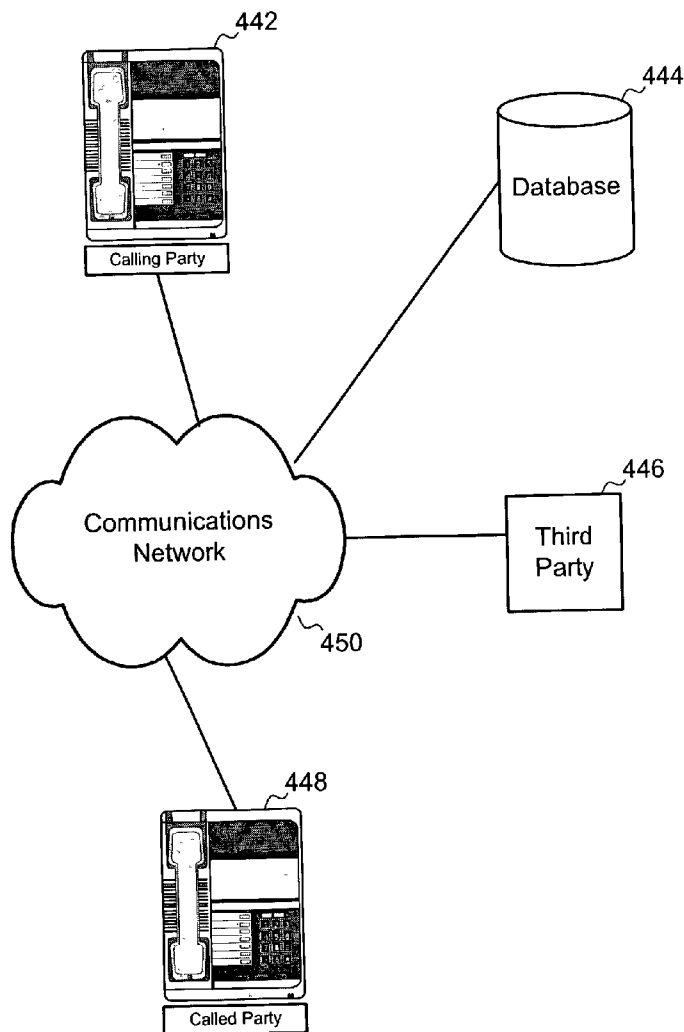 442
444
Database
Calling Party
446
Third
Party
Communications
Network
450
448
Called Party